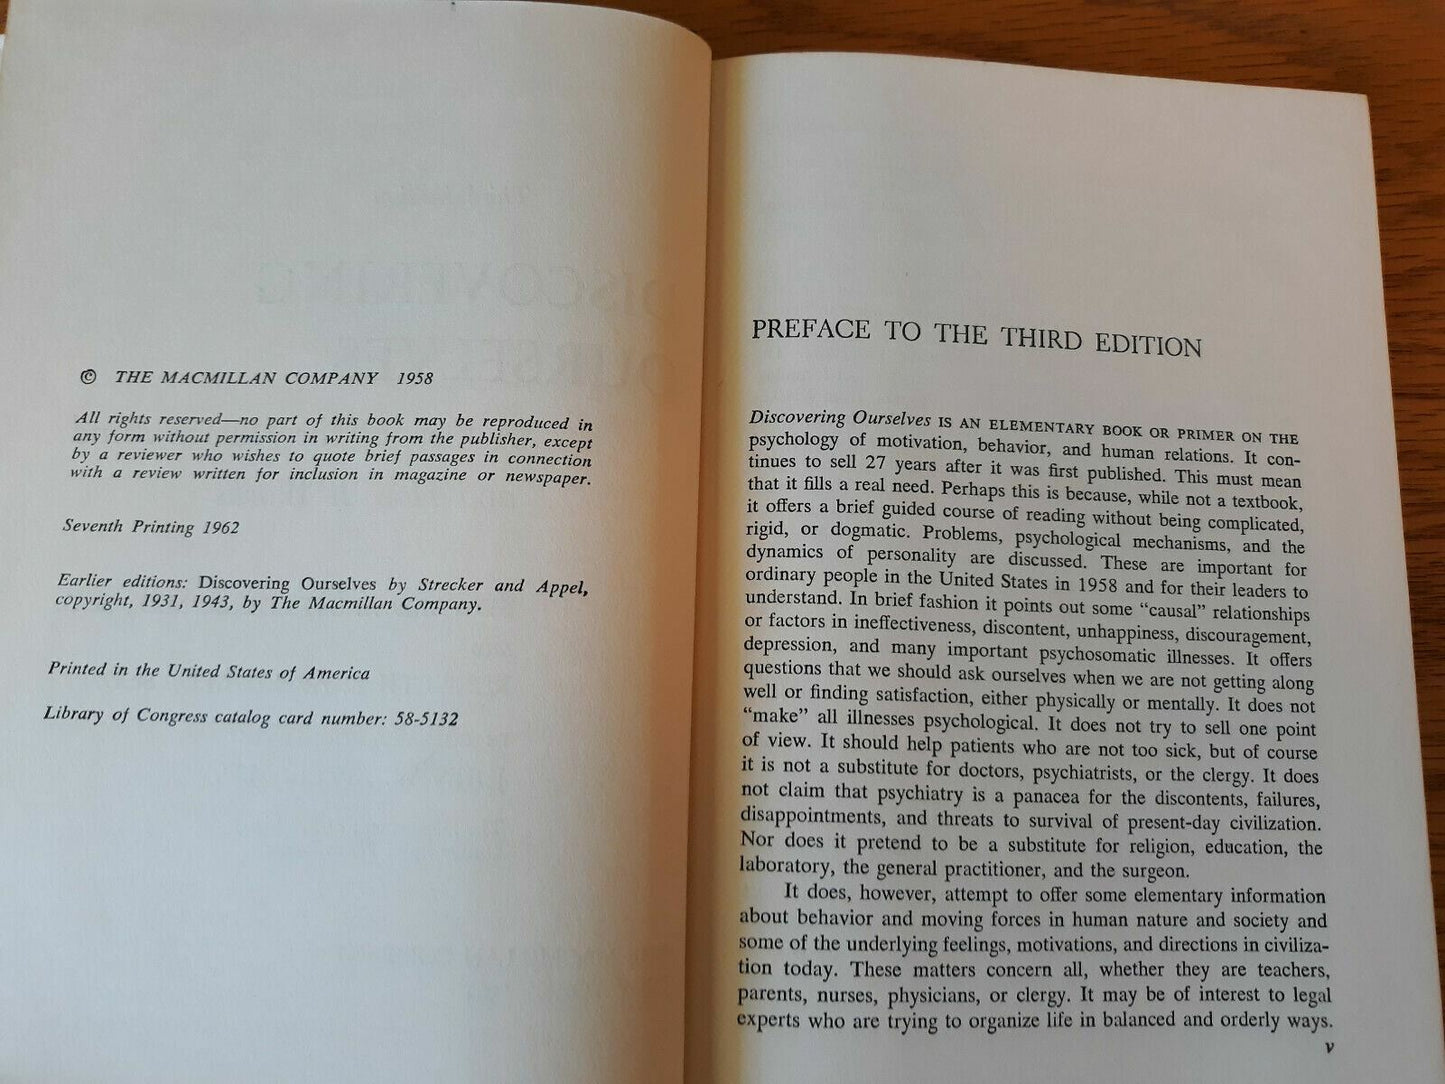 © THE MACMILLAN COMPANY 1958
All rights reserved—no part of this book may be reproduced in
any form without permission in writing from the publisher, except
by a reviewer who wishes to quote brief passages in connection
with a review written for inclusion in magazine or newspaper.
Seventh Printing 1962
Earlier editions: Discovering Ourselves by Strecker and Appel,
copyright, 1931, 1943, by The Macmillan Company.
Printed in the United States of America
Library of Congress catalog card number: 58-5132
PREFACE TO THE THIRD EDITION
Discovering Ourselves IS AN ELEMENTARY BOOK OR PRIMER ON THE
psychology of motivation, behavior, and human relations. It con-
tinues to sell 27 years after it was first published. This must mean
that it fills a real need. Perhaps this is because, while not a textbook,
it offers a brief guided course of reading without being complicated,
rigid, or dogmatic. Problems, psychological mechanisms, and the
dynamics of personality are discussed. These are important for
ordinary people in the United States in 1958 and for their leaders to
understand. In brief fashion it points out some "causal" relationships
or factors in ineffectiveness, discontent, unhappiness, discouragement,
depression, and many important psychosomatic illnesses. It offers
questions that we should ask ourselves when we are not getting along
well or finding satisfaction, either physically or mentally. It does not
"make" all illnesses psychological. It does not try to sell one point
of view. It should help patients who are not too sick, but of course
it is not a substitute for doctors, psychiatrists, or the clergy. It does
not claim that psychiatry is a panacea for the discontents, failures,
disappointments, and threats to survival of present-day civilization.
Nor does it pretend to be a substitute for religion, education, the
laboratory, the general practitioner, and the surgeon.
It does, however, attempt to offer some elementary information
about behavior and moving forces in human nature and society and
some of the underlying feelings, motivations, and directions in civiliza-
tion today. These matters concern all, whether they are teachers,
parents, nurses, physicians, or clergy. It may be of interest to legal
experts who are trying to organize life in balanced and orderly ways.
v